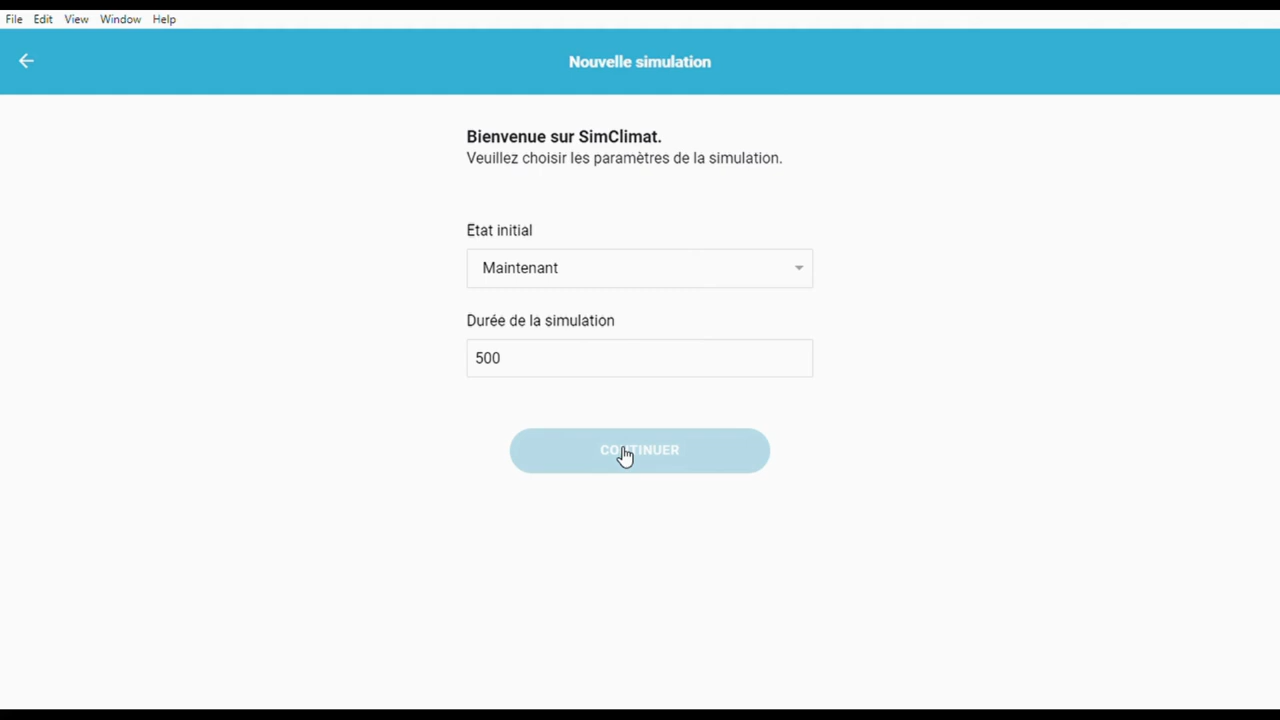 File Edit View Window Help
Nouvelle simulation
Bienvenue sur SimClimat.
Veuillez choisir les paramètres de la simulation.
Etat initial
Maintenant
Durée de la simulation
500
CONTINUER